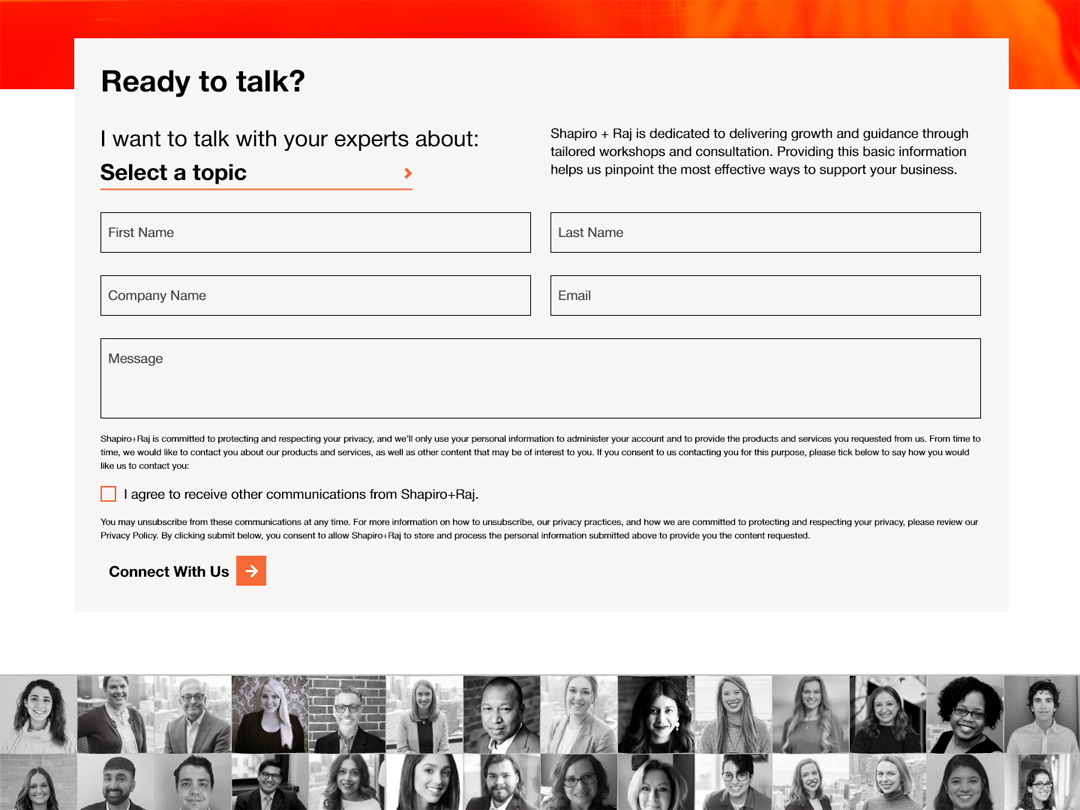 Ready to talk?
I want to talk with your experts about:
Select a topic
Shapiro + Raj is dedicated to delivering growth and guidance through
tailored workshops and consultation. Providing this basic information
helps us pinpoint the most effective ways to support your business.
First Name
Last Name
Company Name
Email
Message
Shapiro+Raj is committed to protecting and respecting your privacy, and we’ll only use your personal information to administer your account and to provide the products and services you requested from us. From time to
time, we would like to contact you about our products and services, as well as other content that may be of interest to you. If you consent to us contacting you for this purpose, please tick below to say how you would
like us to contact you:
I agree to receive other communications from Shapiro+Raj.
You may unsubscribe from these communications at any time. For more information on how to unsubscribe, our privacy practices, and how we are committed to protecting and respecting your privacy, please review our
Privacy Policy. By clicking submit below, you consent to allow Shapiro+Raj to store and process the personal information submitted above to provide you the content requested.
Connect With Us